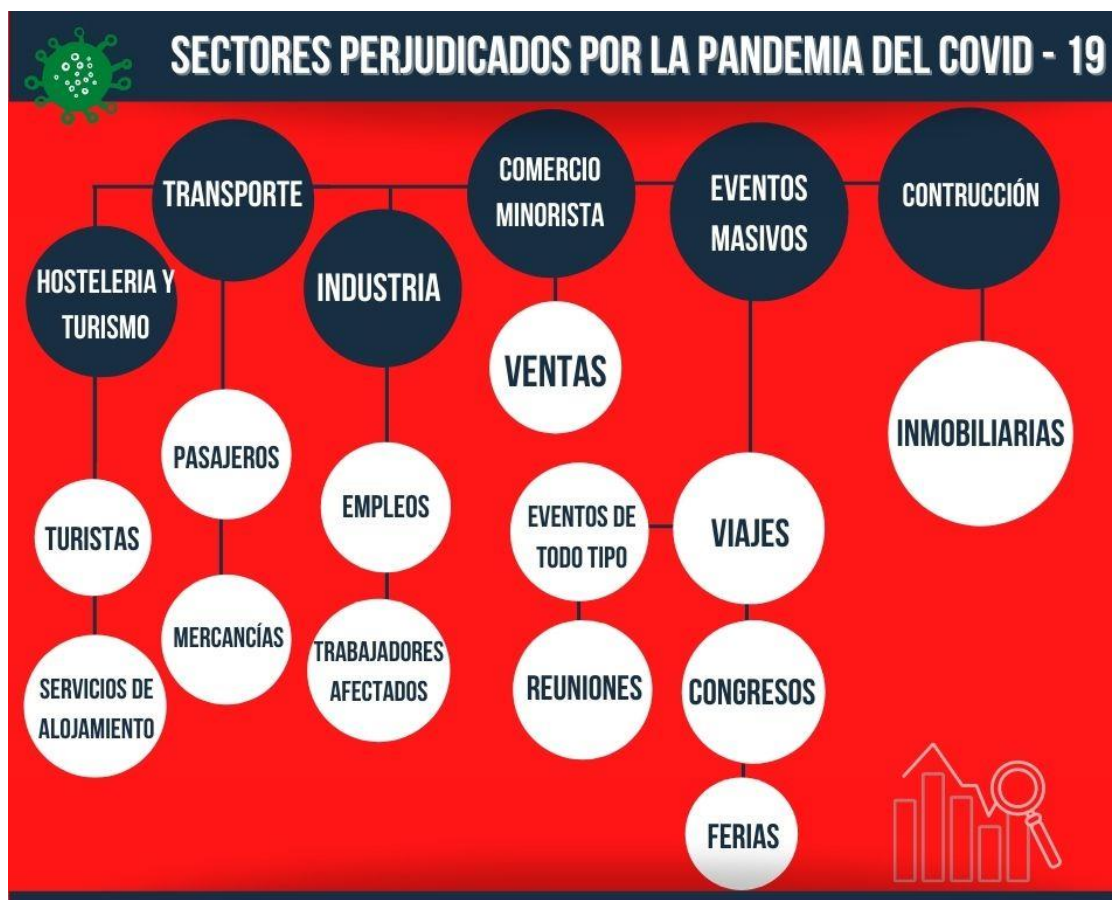 SECTORES PERJUDICADOS POR LA PANDEMIA DEL COVID - 19
HOSTELERIA Y
TURISMO
TURISTAS
SERVICIOS DE
ALOJAMIENTO
TRANSPORTE
PASAJEROS
MERCANCÍAS
INDUSTRIA
EMPLEOS
TRABAJADORES
AFECTADOS
COMERCIO
MINORISTA
VENTAS
EVENTOS
MASIVOS
VIAJES
EVENTOS DE
TODO TIPO
REUNIONES
CONGRESOS
FERIAS
CONTRUCCIÓN
INMOBILIARIAS